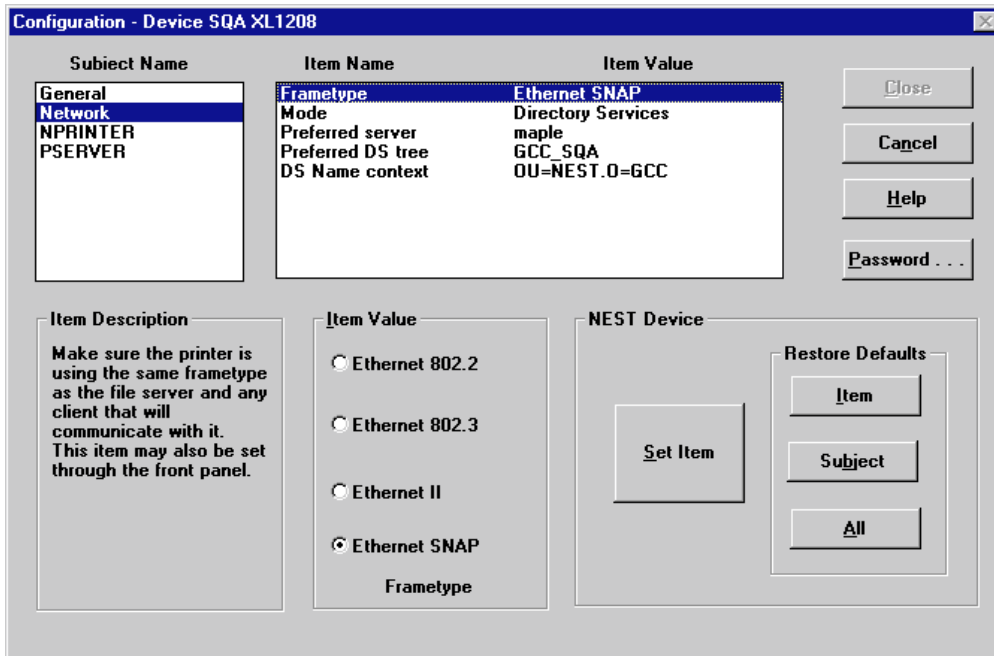 Configuration - Device SQA XL1208
Subject Name
Item Name Item Value
General
Network
NPRINTER
PSERVER
Frametype Ethernet SNAP
Mode Directory Services
Preferred server maple
Preferred DS tree GCC_SQA
DS Name context OU=NEST.O=GCC
Close
Cancel
Help
Password . . .
Item Description
Make sure the printer is
using the same frametype
as the file server and any
client that will
communicate with it.
This item may also be set
through the front panel.
Item Value
Ethernet 802.2
Ethernet 802.3
Ethernet II
Ethernet SNAP
Frametype
NEST Device
Set Item
Restore Defaults
Item
Subject
All